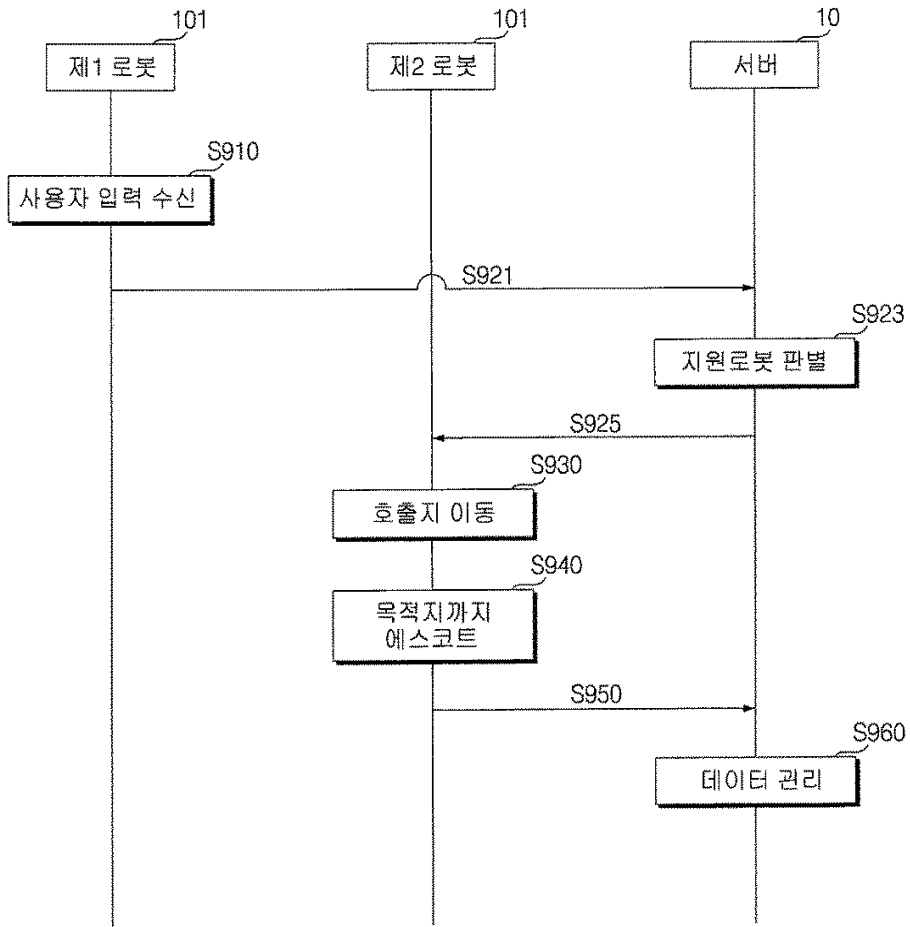 101
101
10
제1 로봇
제2 로봇
서버
S910
사용자 입력 수신
S921
S923
지원로봇 판별
S925
S930
호출지 이동
S940
목적지까지
에스코트
S950
S960
데이터 관리